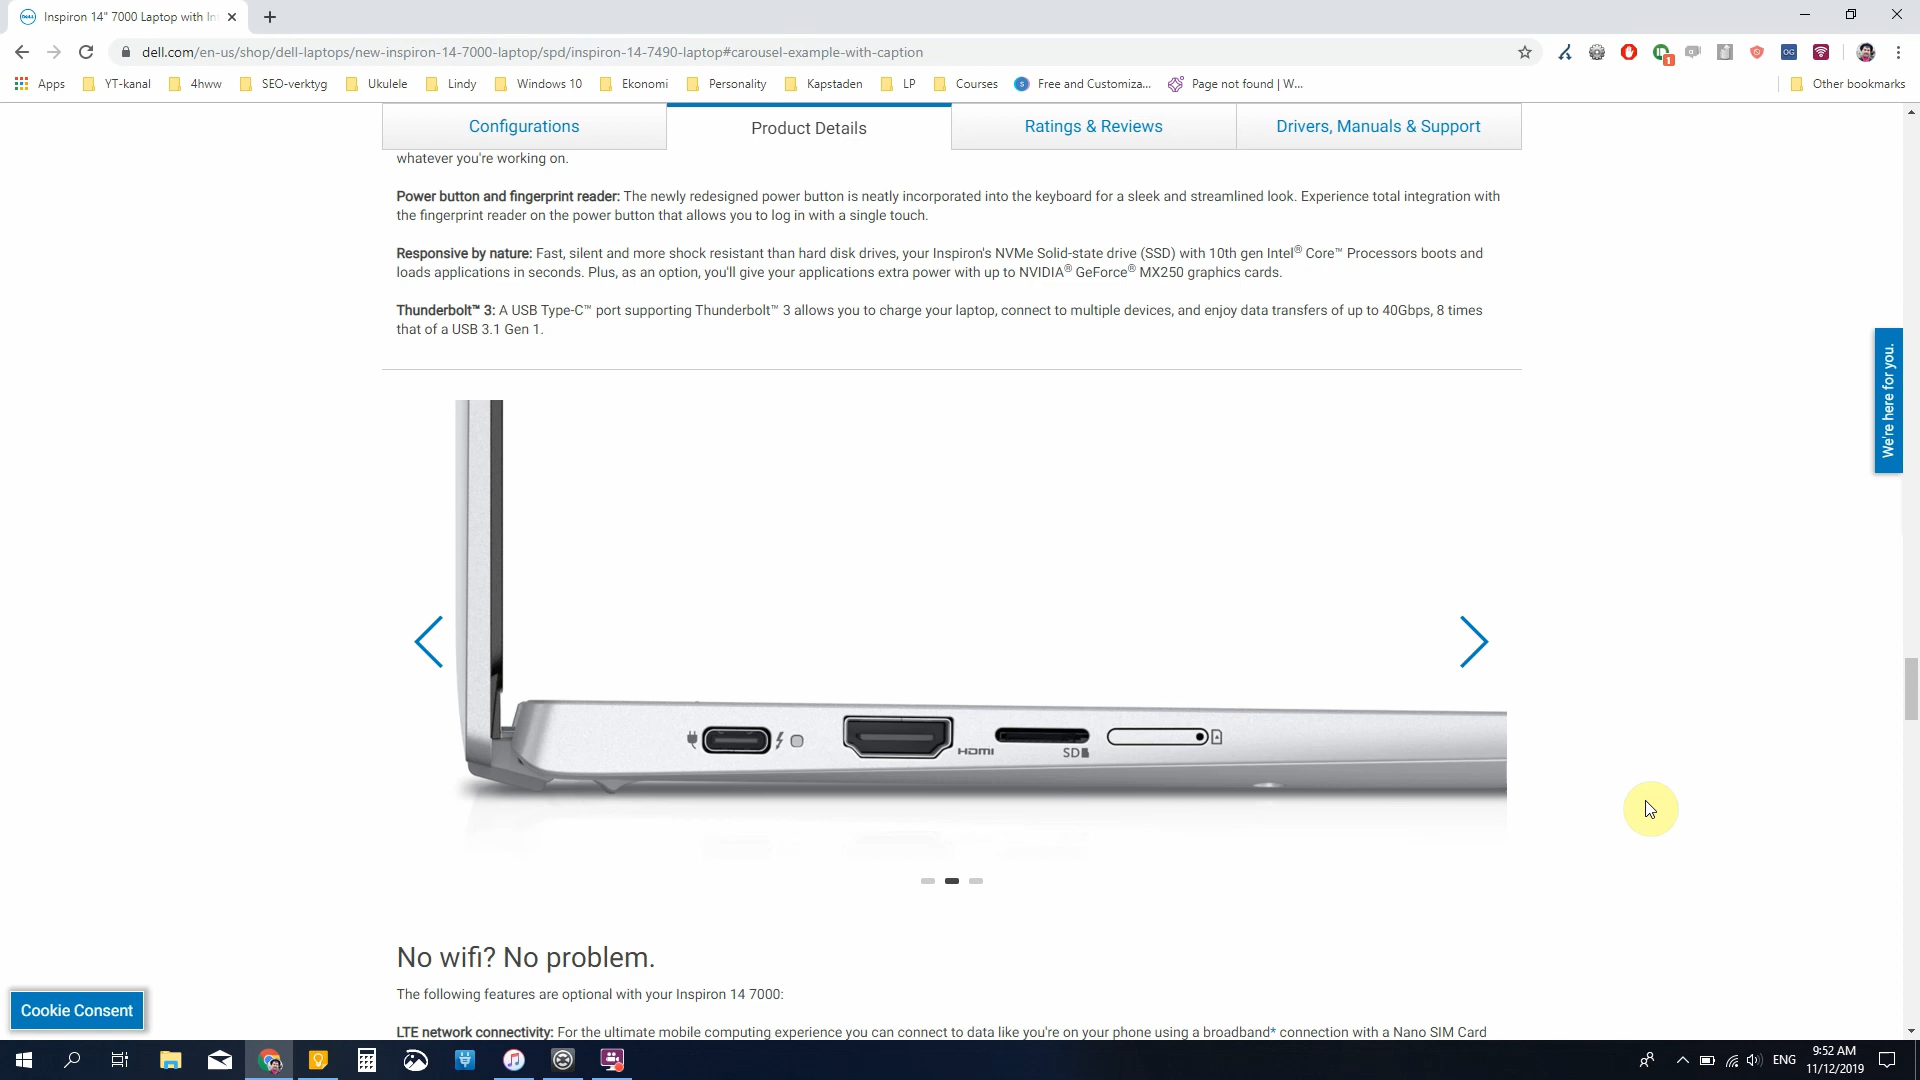 Inspiron 14" 7000 Laptop with In
dell.com/en-us/shop/dell-laptops/new-inspiron-14-7000-laptop/spd/inspiron-14-7490-laptop#carousel-example-with-caption
1
OG
Apps YT-kanal 4hww SEO-verktyg Ukulele Lindy Windows 10 Ekonomi Personality Kapstaden LP Courses Free and Customiza... Page not found | W... Other bookmarks
Configurations Product Details Ratings & Reviews Drivers, Manuals & Support
whatever you're working on.
Power button and fingerprint reader: The newly redesigned power button is neatly incorporated into the keyboard for a sleek and streamlined look. Experience total integration with
the fingerprint reader on the power button that allows you to log in with a single touch.
Responsive by nature: Fast, silent and more shock resistant than hard disk drives, your Inspiron's NVMe Solid-state drive (SSD) with 10th gen Intel® Core™ Processors boots and
loads applications in seconds. Plus, as an option, you'll give your applications extra power with up to NVIDIA® GeForce® MX250 graphics cards.
Thunderbolt™ 3: A USB Type-C™ port supporting Thunderbolt™ 3 allows you to charge your laptop, connect to multiple devices, and enjoy data transfers of up to 40Gbps, 8 times
that of a USB 3.1 Gen 1.
We're here for you.
HDMI
SD
No wifi? No problem.
The following features are optional with your Inspiron 14 7000:
Cookie Consent
LTE network connectivity: For the ultimate mobile computing experience you can connect to data like you're on your phone using a broadband* connection with a Nano SIM Card
ENG
9:52 AM
11/12/2019